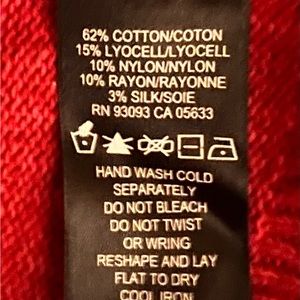 62% COTTON/COTON
15% LYOCELL/LYOCELL
10% NYLON/NYLON
10% RAYON/RAYONNE
3% SILK/SOIE
RN 93093 CA 05633
HAND WASH COLD
SEPARATELY
DO NOT BLEACH
DO NOT TWIST
OR WRING
RESHAPE AND LAY
FLAT TO DRY
COOL IRON